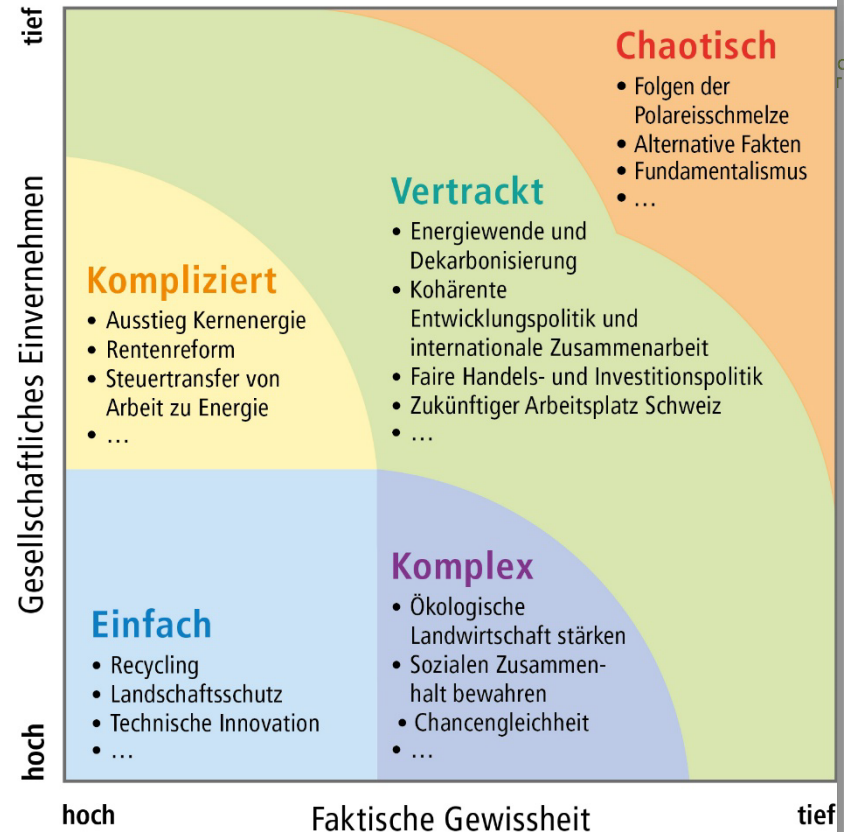 tief
Gesellschaftliches Einvernehmen
hoch
Chaotisch
• Folgen der
Polareisschmelze
• Alternative Fakten
• Fundamentalismus
• …
Vertrackt
• Energiewende und
Dekarbonisierung
• Kohärente
Entwicklungspolitik und
internationale Zusammenarbeit
• Faire Handels- und Investitionspolitik
• Zukünftiger Arbeitsplatz Schweiz
• …
Kompliziert
• Ausstieg Kernenergie
• Rentenreform
• Steuertransfer von
Arbeit zu Energie
• …
Einfach
• Recycling
• Landschaftsschutz
• Technische Innovation
• …
Komplex
• Ökologische
Landwirtschaft stärken
• Sozialen Zusammen-
halt bewahren
• Chancengleichheit
• …
hoch
Faktische Gewissheit
tief